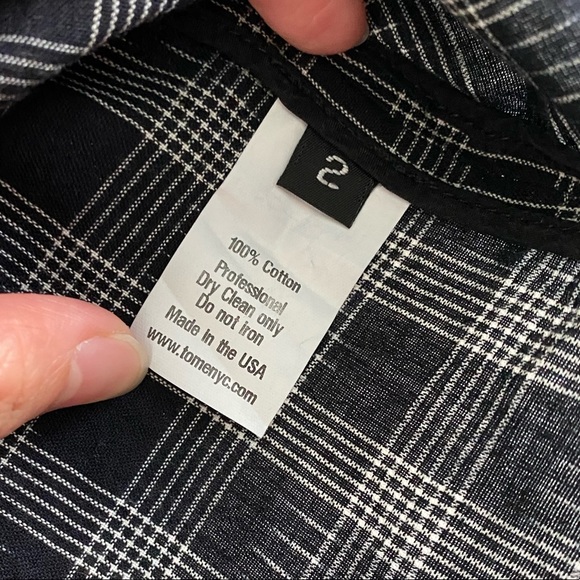 2
100% Cotton
Professional
Dry Clean only
Do not iron
Made in the USA
www.tomenyc.com